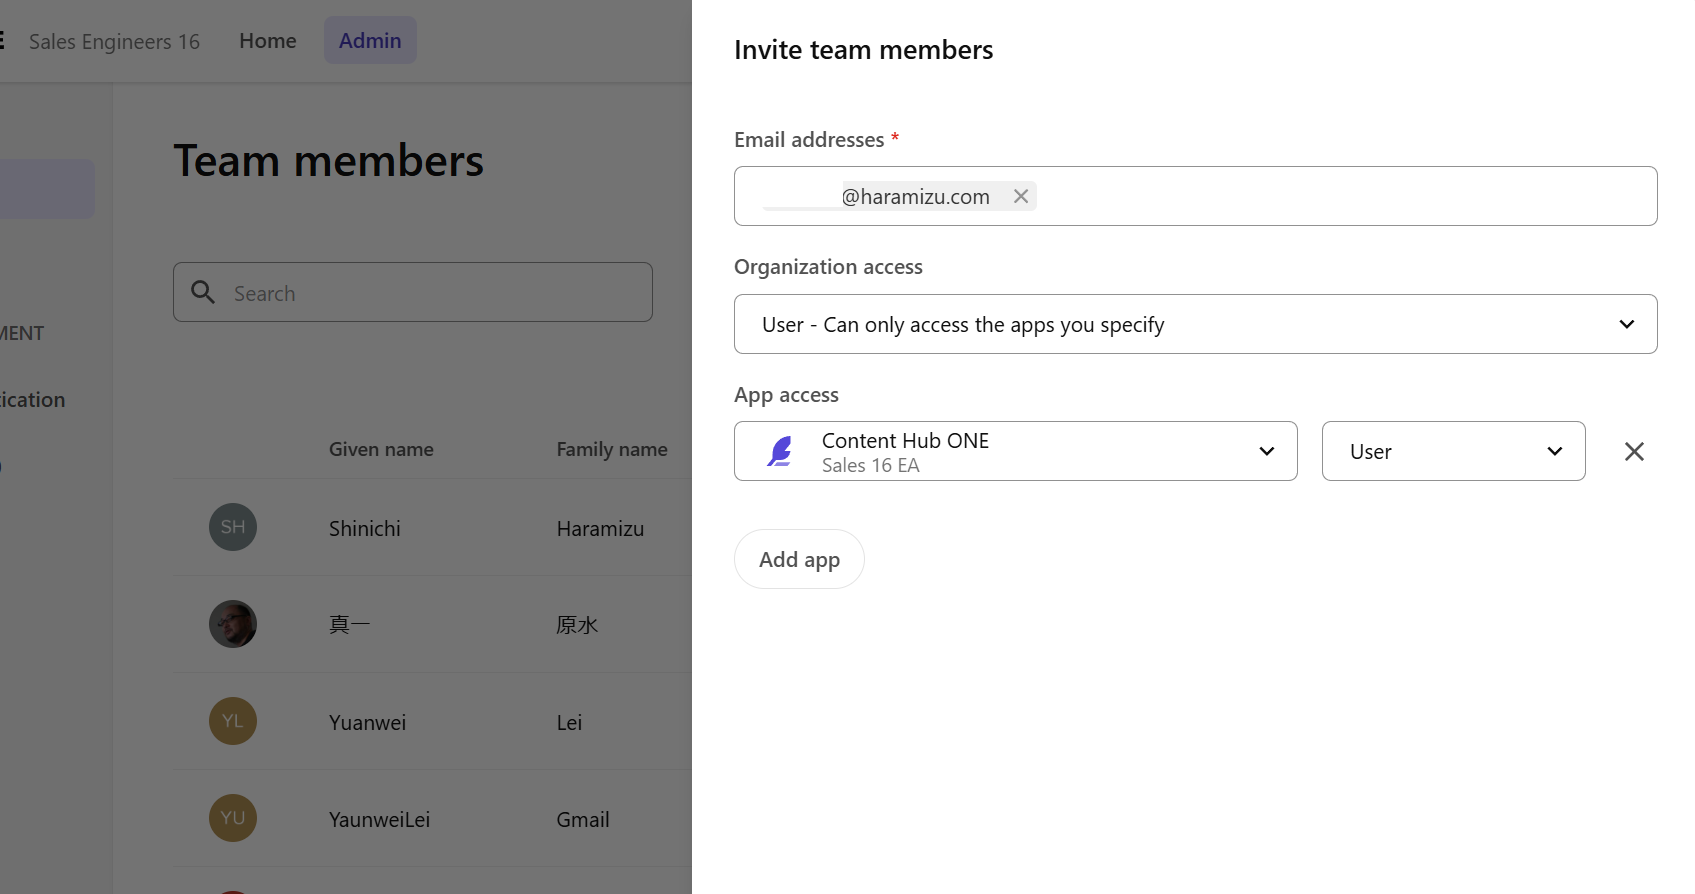 Sales Engineers 16 Home Admin
Team members
Search
MENT
ication
Given name Family name
SH Shinichi Haramizu
真一 原水
YL Yuanwei Lei
YU YaunweiLei Gmail
Invite team members
Email addresses *
@haramizu.com
Organization access
User - Can only access the apps you specify
App access
Content Hub ONE
Sales 16 EA
User
Add app